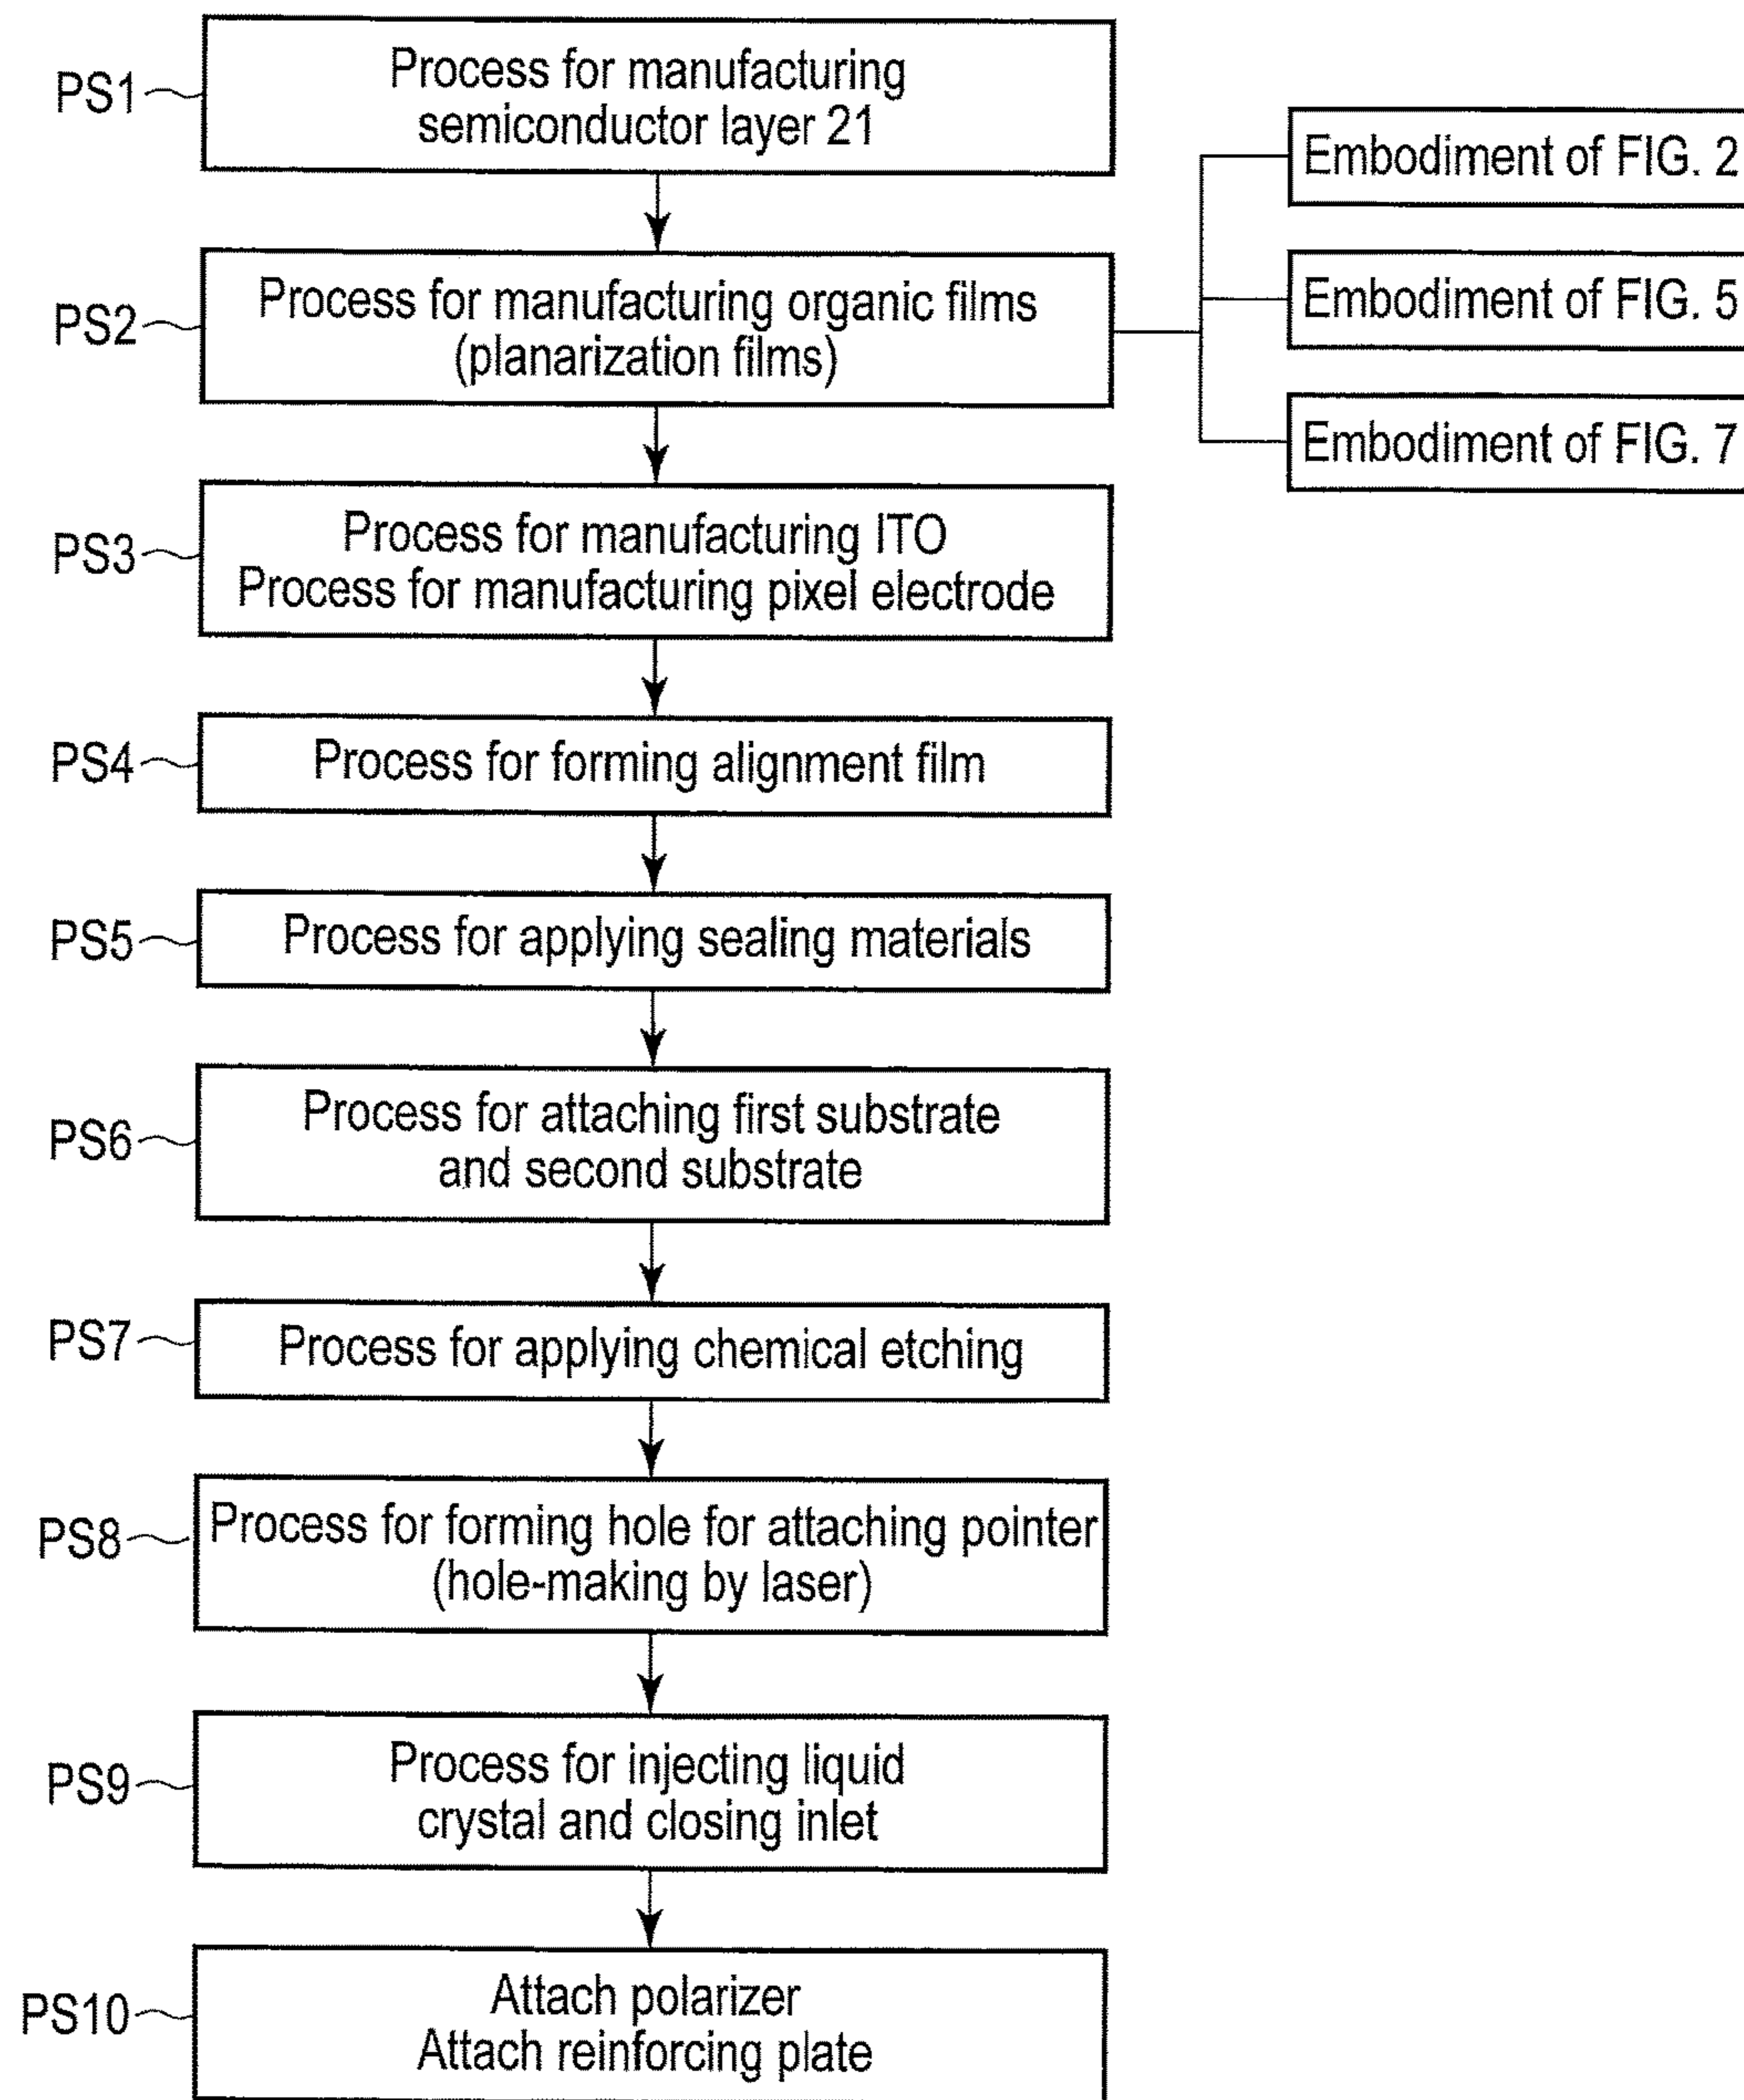 PS1
Process for manufacturing
semiconductor layer 21
PS2
Process for manufacturing organic films
(planarization films)
Embodiment of FIG. 2
Embodiment of FIG. 5
Embodiment of FIG. 7
PS3
Process for manufacturing ITO
Process for manufacturing pixel electrode
PS4
Process for forming alignment film
PS5
Process for applying sealing materials
PS6
Process for attaching first substrate
and second substrate
PS7
Process for applying chemical etching
PS8
Process for forming hole for attaching pointer
(hole-making by laser)
PS9
Process for injecting liquid
crystal and closing inlet
PS10
Attach polarizer
Attach reinforcing plate